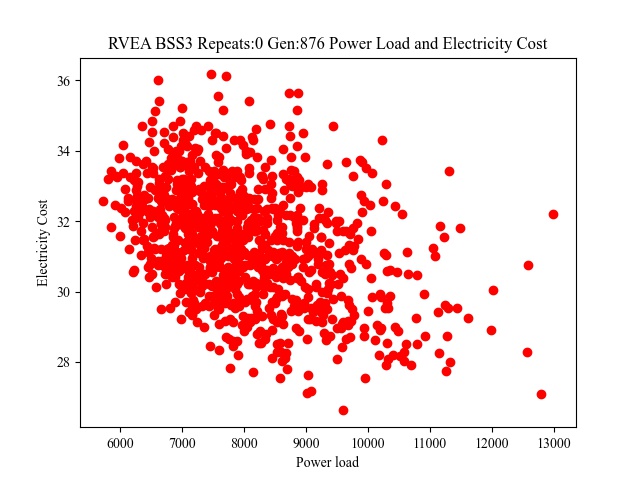 RVEA BSS3 Repeats:0 Gen:876 Power Load and Electricity Cost
36
34
32
30
28
Electricity Cost
6000 7000 8000 9000 10000 11000 12000 13000
Power load